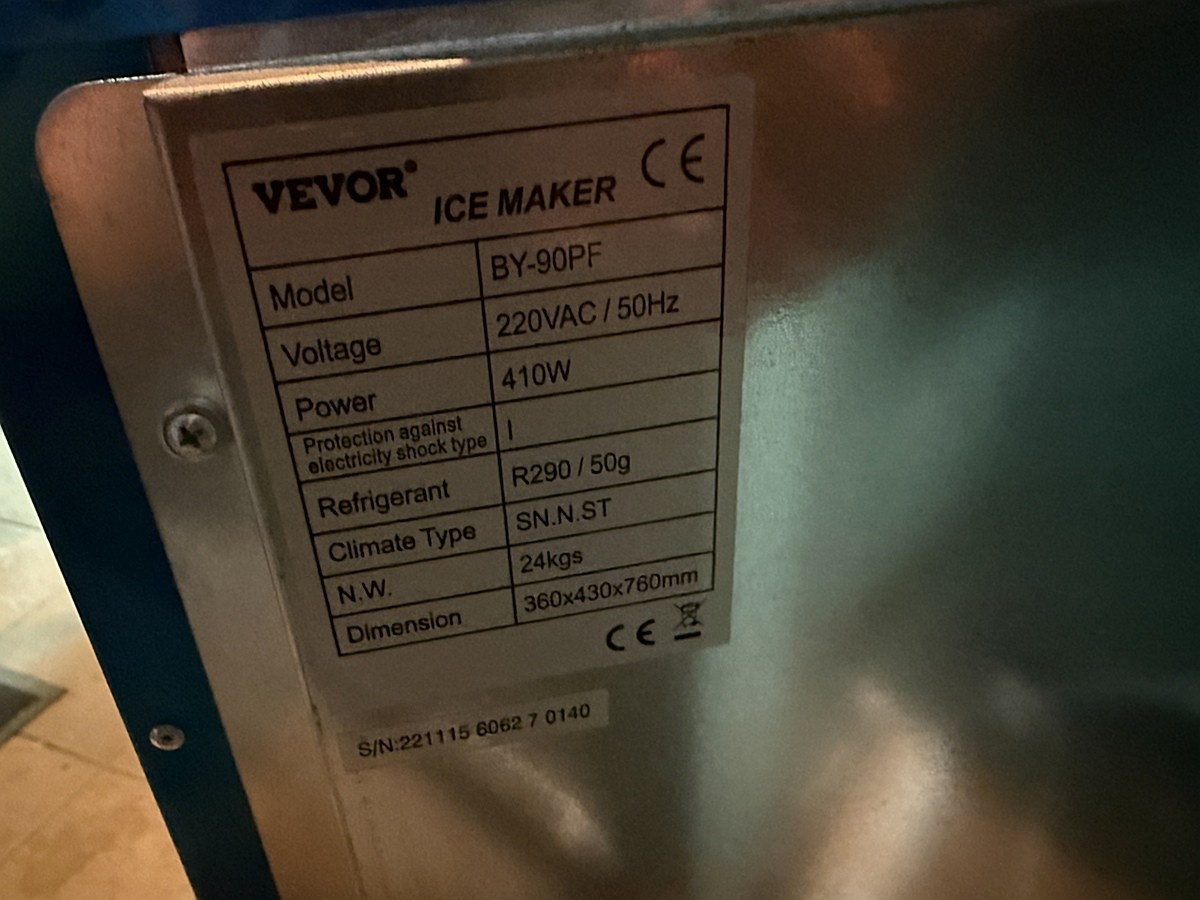 VEVOR®
ICE MAKER CE
Model BY-90PF
Voltage 220VAC / 50Hz
Power 410W
Protection against
electricity shock type I
Refrigerant R290 / 50g
Climate Type SN.N.ST
N.W. 24kgs
Dimension 360x430x760mm
CE
S/N:221115 6062 7 0140